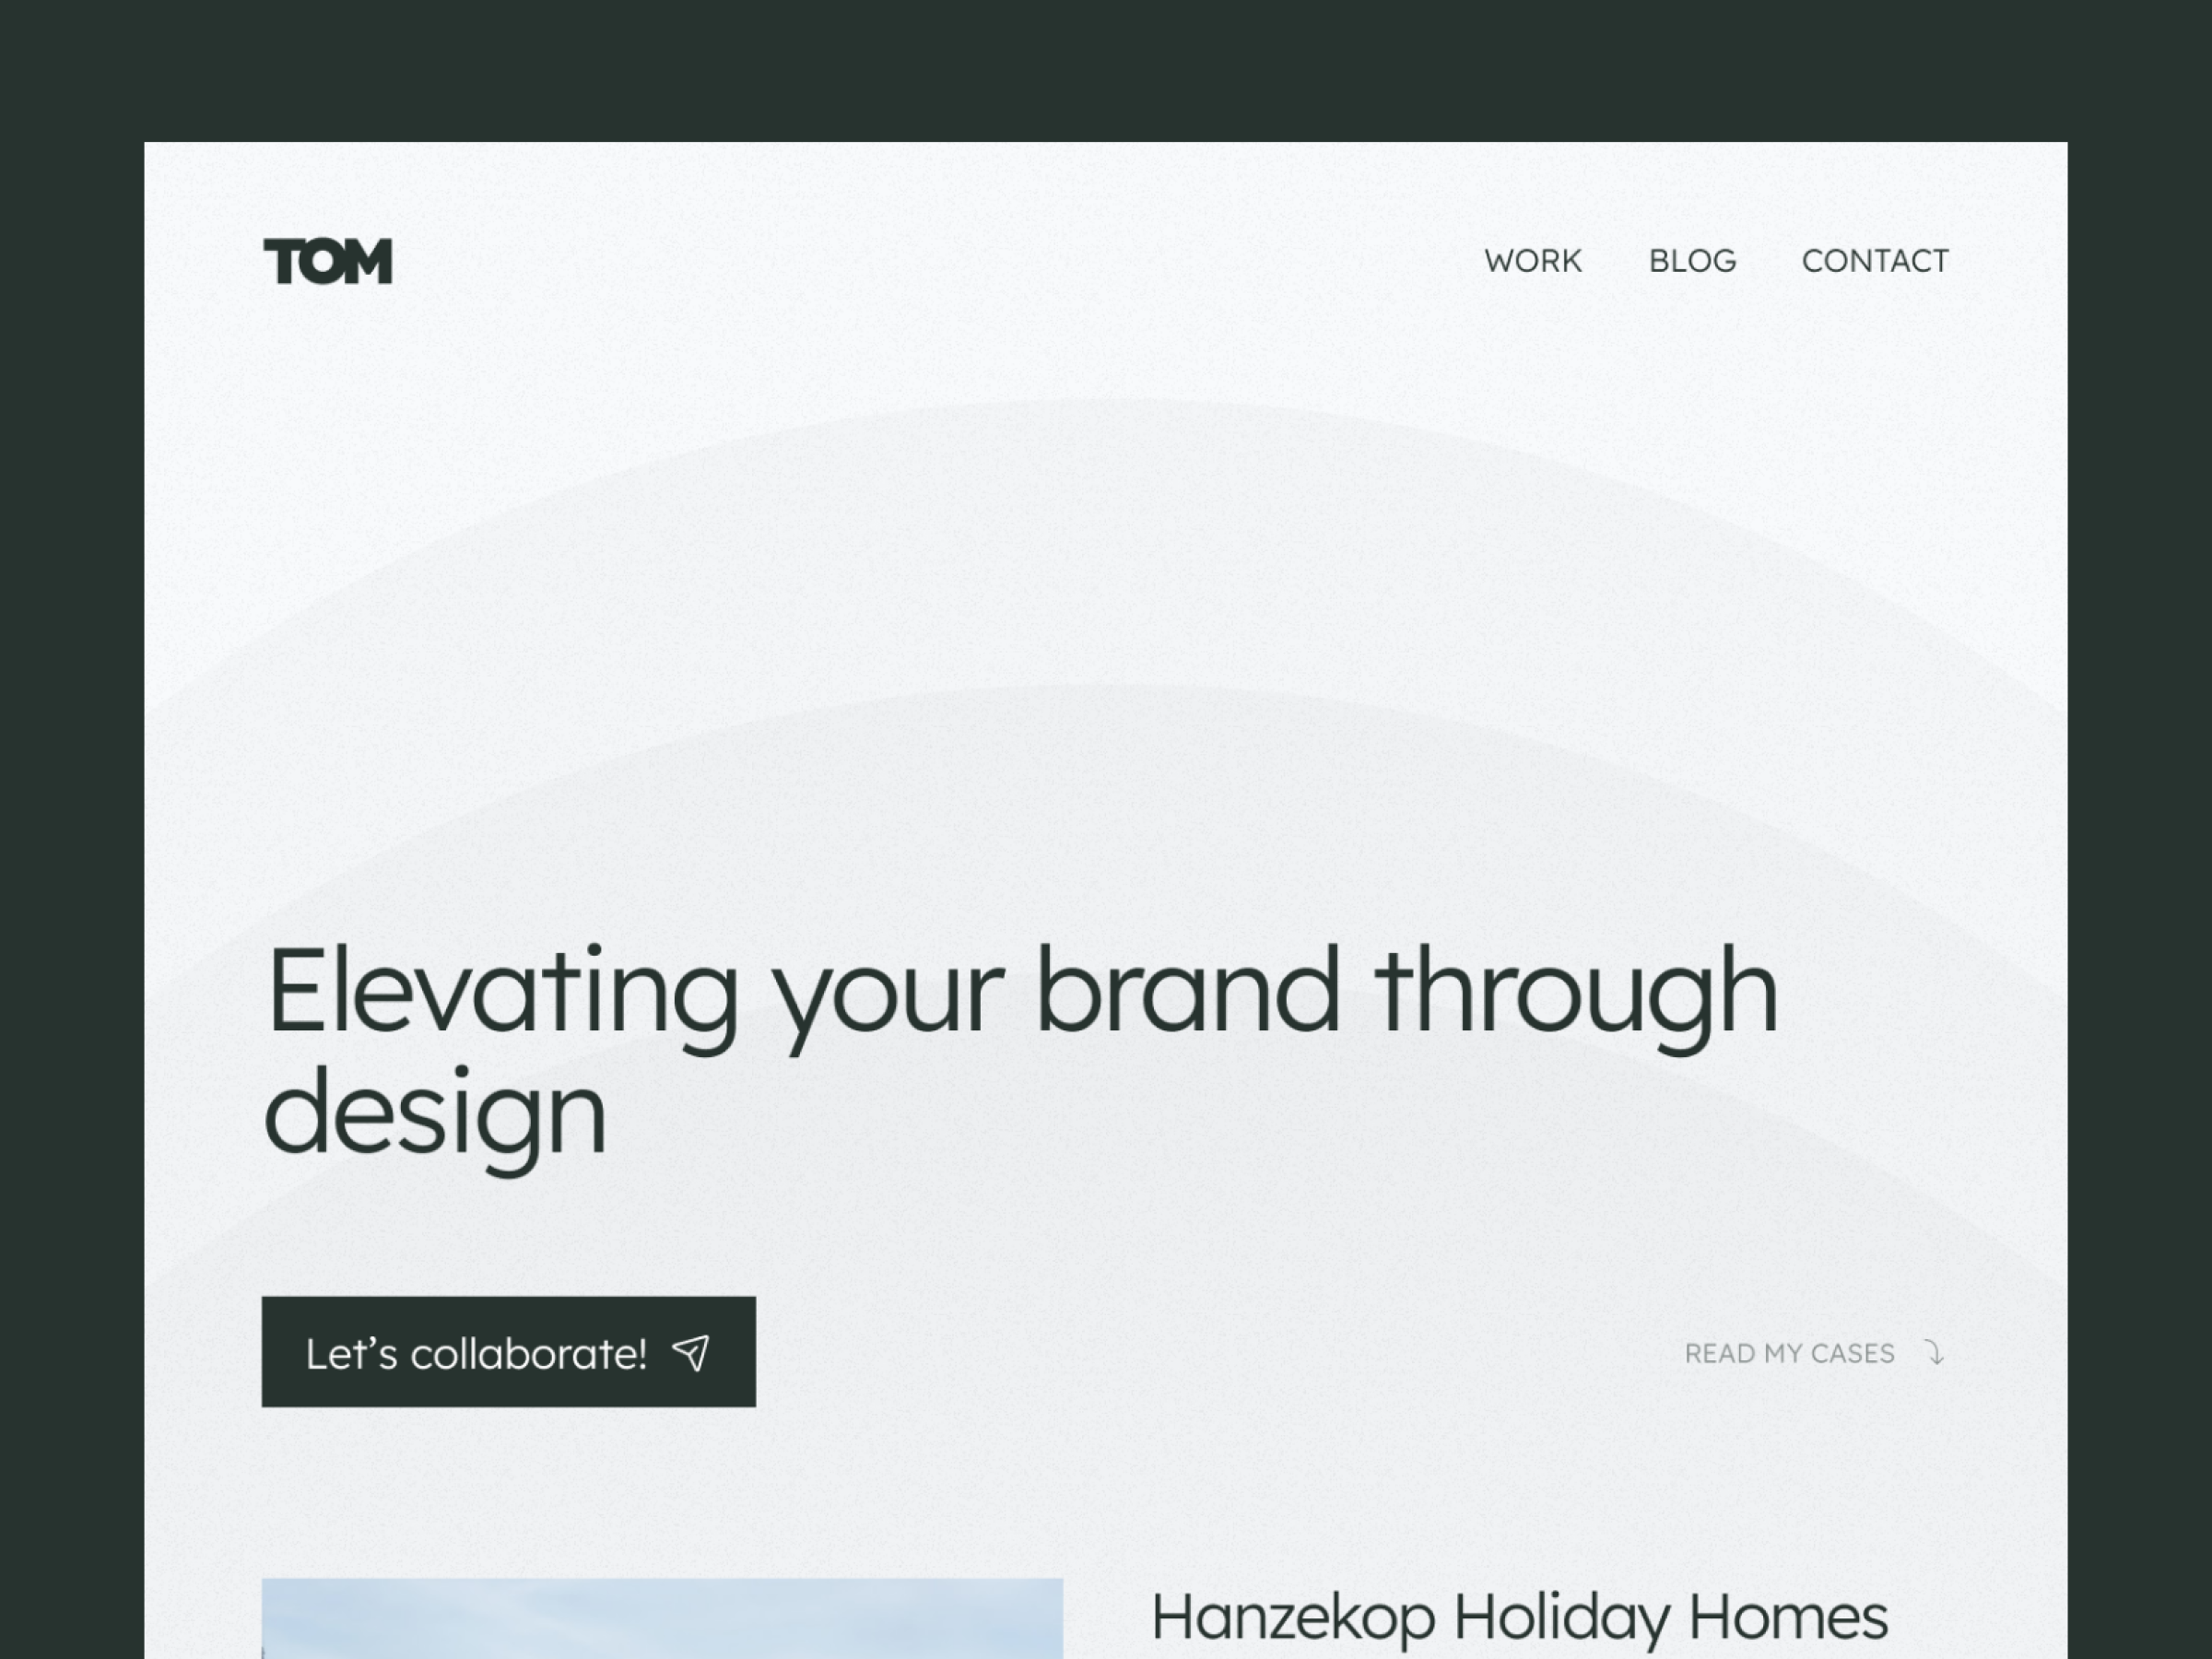 TOM
WORK BLOG CONTACT
Elevating your brand through
design
Let’s collaborate!
READ MY CASES
Hanzekop Holiday Homes